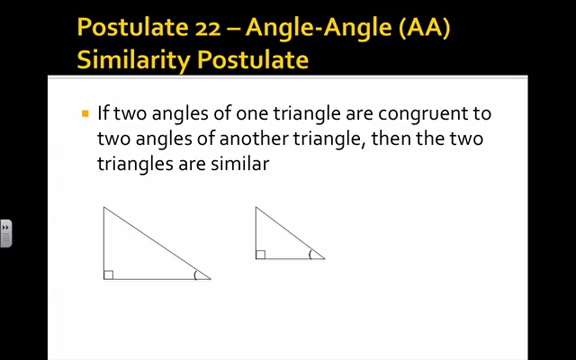 Postulate 22 – Angle-Angle (AA)
Similarity Postulate
If two angles of one triangle are congruent to
two angles of another triangle, then the two
triangles are similar